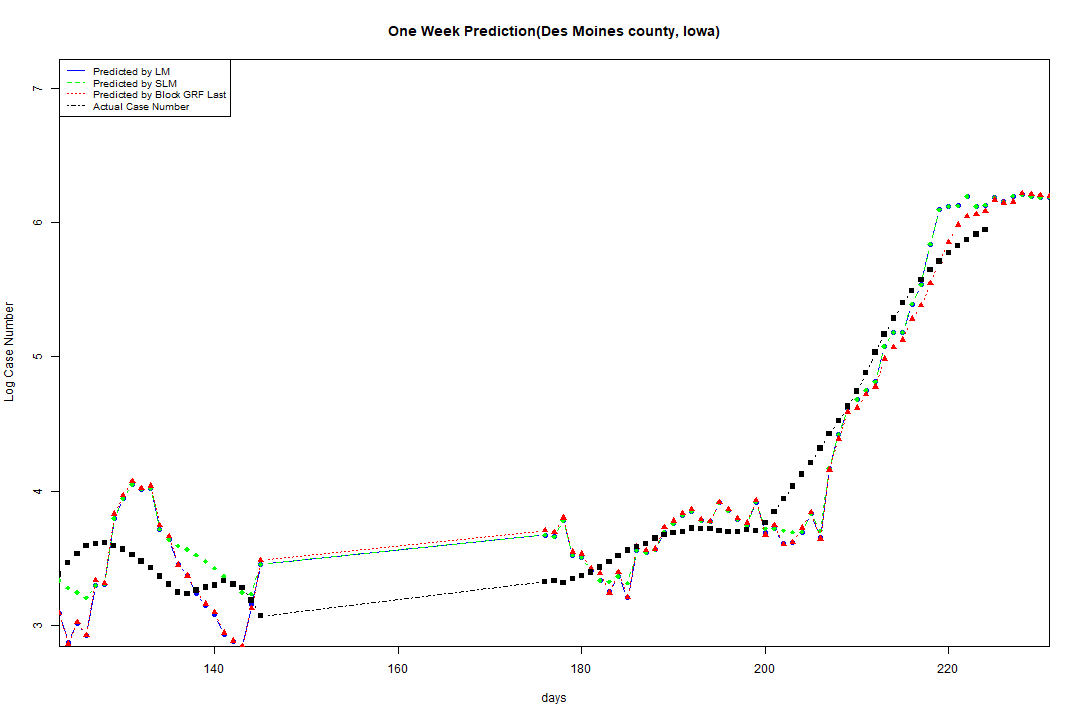 One Week Prediction(Des Moines county, Iowa)
Predicted by LM
Predicted by SLM
Predicted by Block GRF Last
Actual Case Number
7
6
5
4
3
Log Case Number
140 160 180 200 220
days